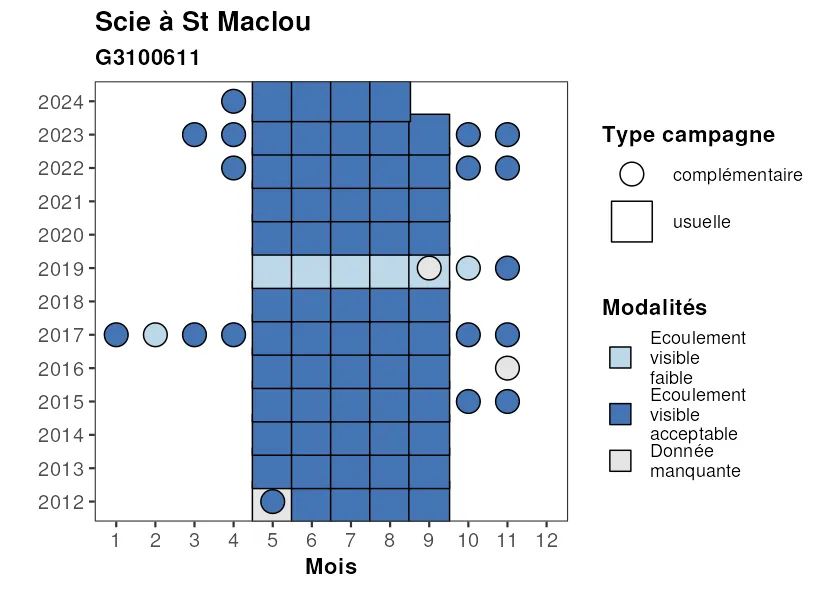 Scie à St Maclou
G3100611
2024
2023
2022
2021
2020
2019
2018
2017
2016
2015
2014
2013
2012
1 2 3 4 5 6 7 8 9 10 11 12
Mois
Type campagne
complémentaire
usuelle
Modalités
Ecoulement
visible
faible
Ecoulement
visible
acceptable
Donnée
manquante